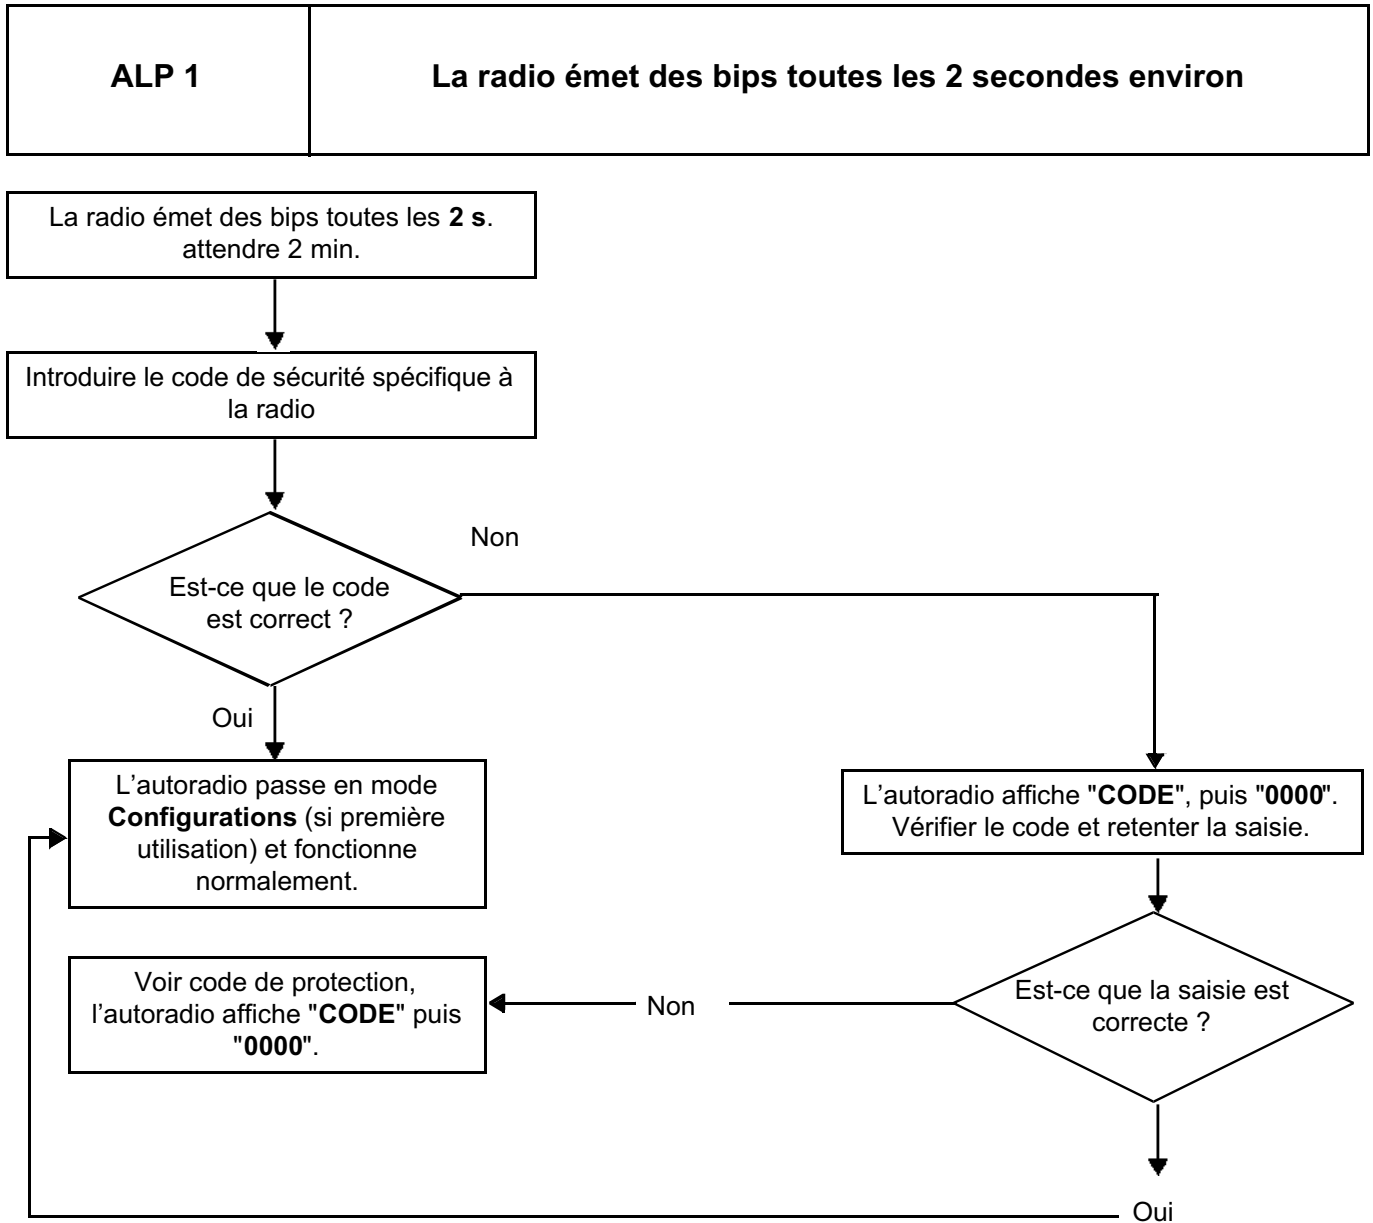 ALP 1
La radio émet des bips toutes les 2 secondes environ
La radio émet des bips toutes les 2 s.
attendre 2 min.
Introduire le code de sécurité spécifique à
la radio
Non
Est-ce que le code
est correct ?
Oui
L'autoradio passe en mode
Configurations (si première
utilisation) et fonctionne
normalement.
L'autoradio affiche "CODE", puis "0000".
Vérifier le code et retenter la saisie.
Voir code de protection,
l'autoradio affiche "CODE" puis
"0000".
Non
Est-ce que la saisie est
correcte ?
Oui